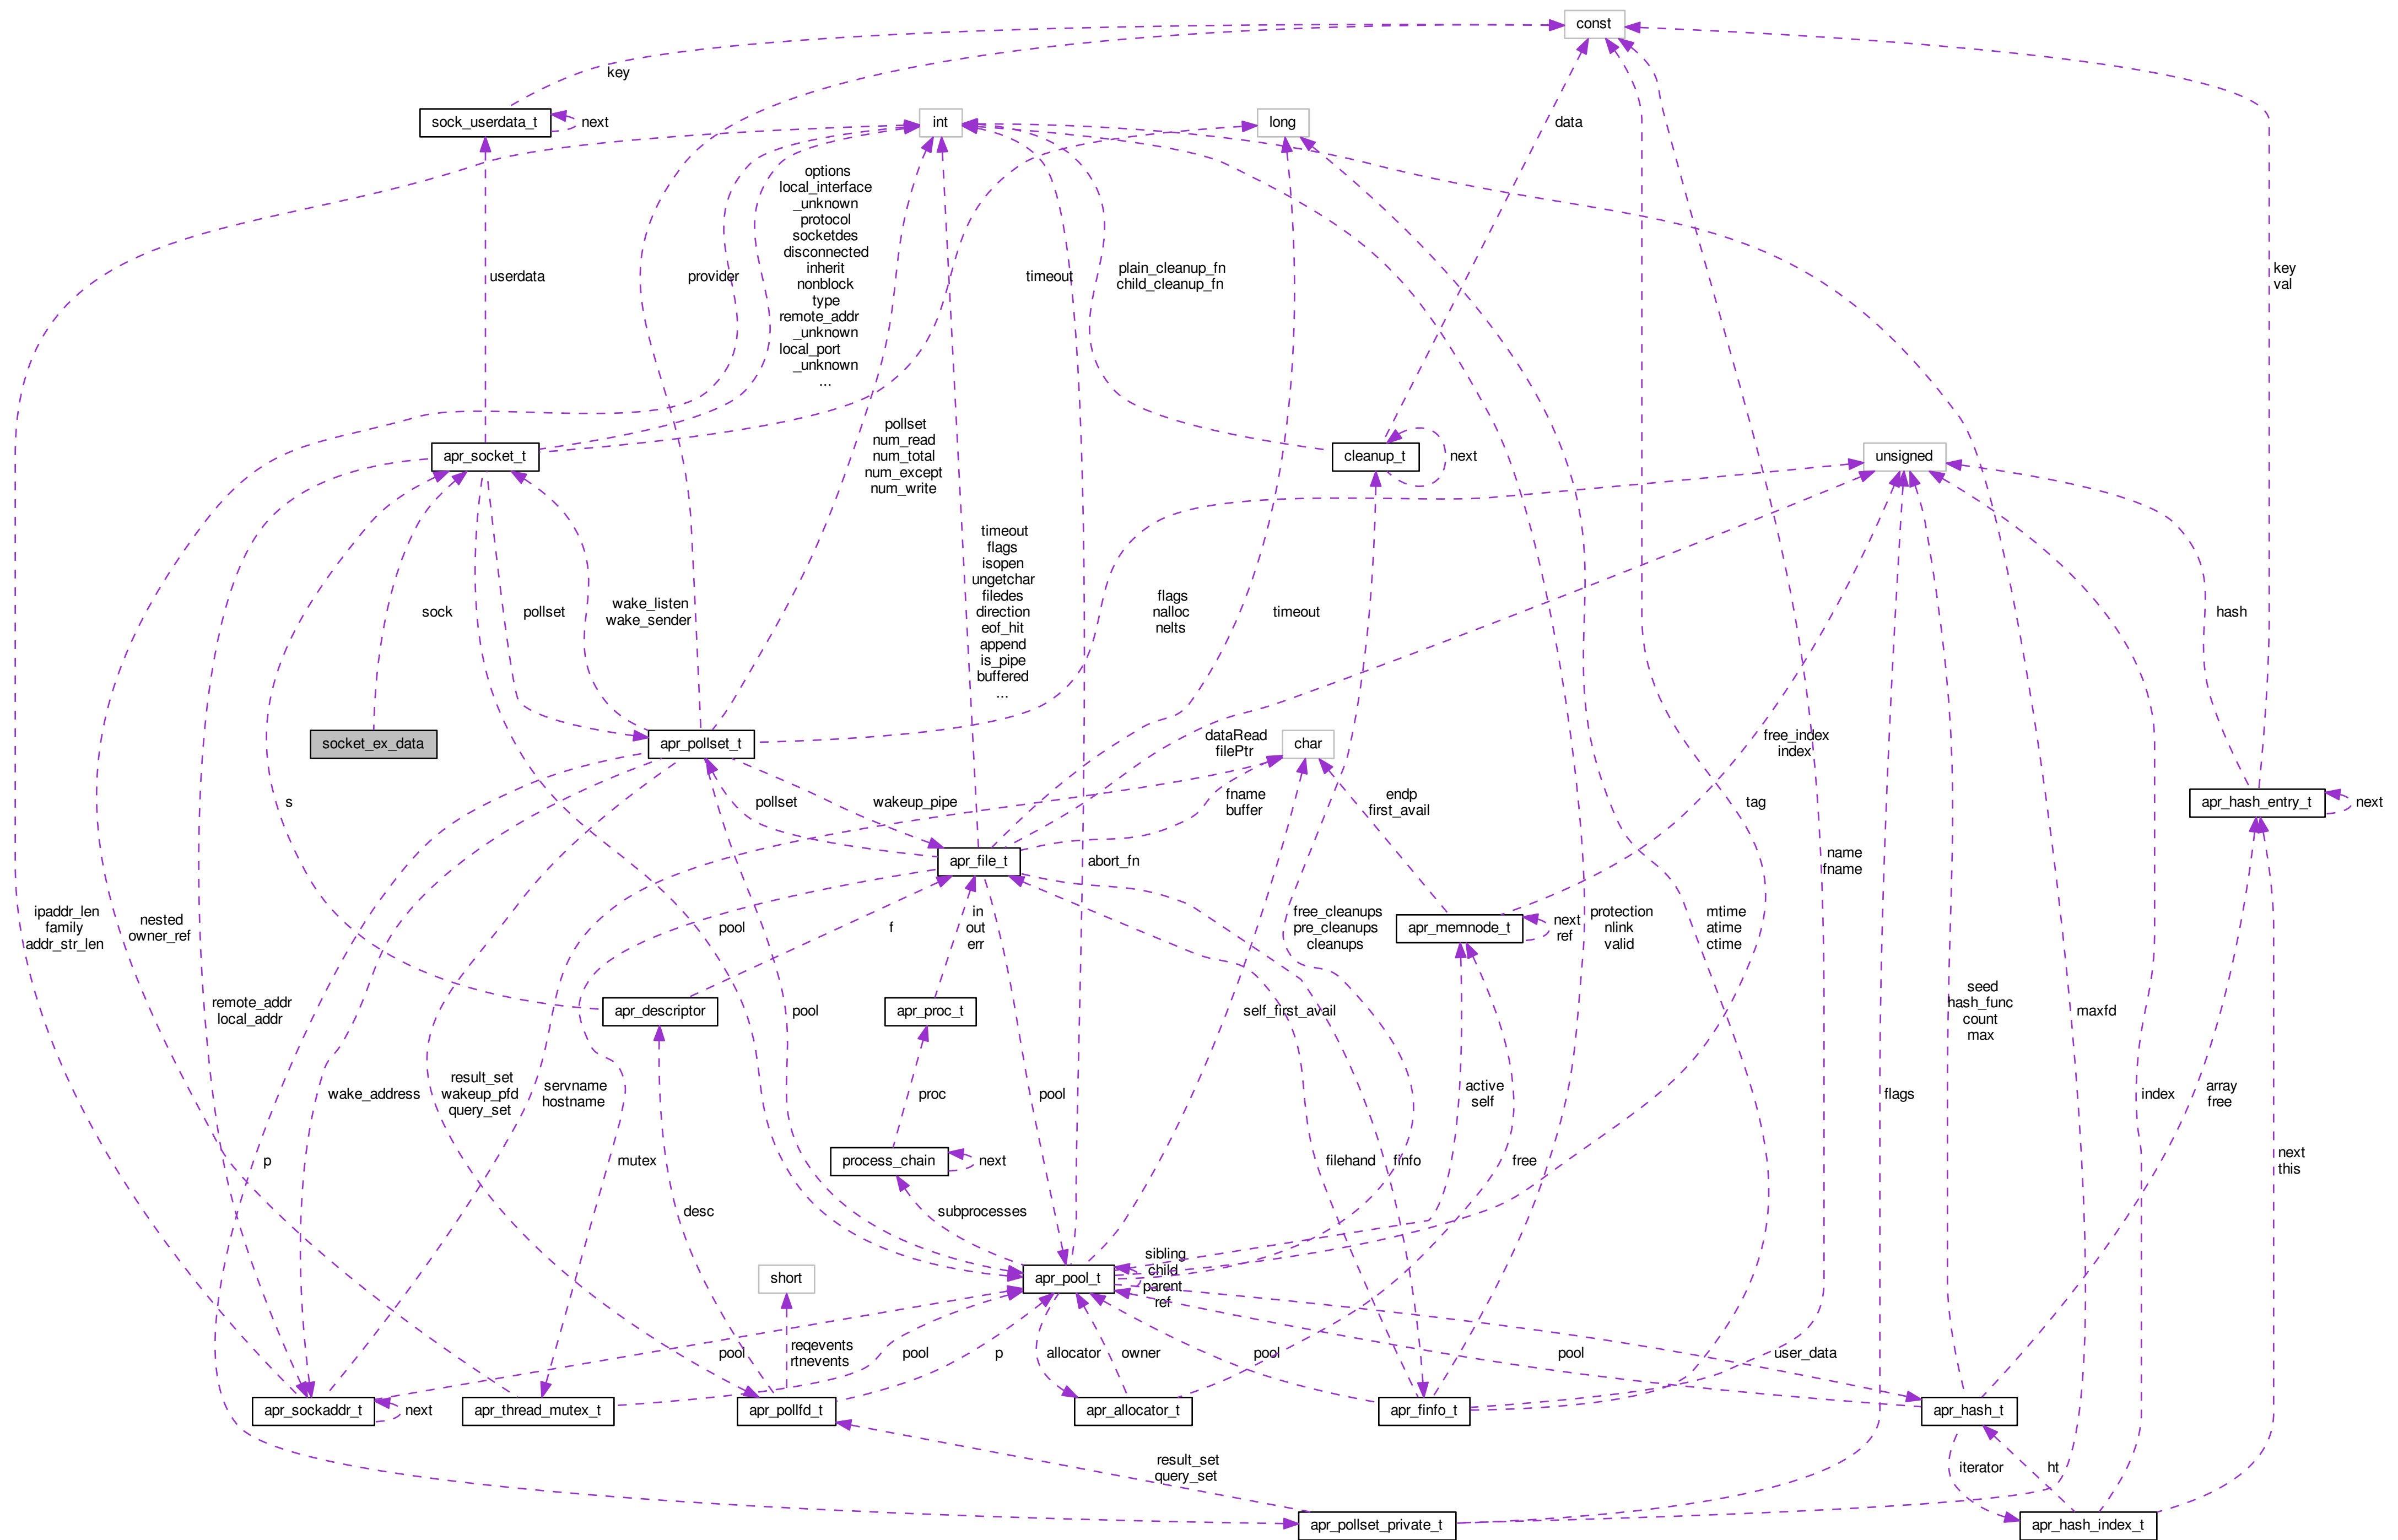 const
key
sock_userdata_t
next
int
long
data
options
local_interface
_unknown
protocol
socketdes
disconnected
inherit
nonblock
type
remote_addr
_unknown
local_port
_unknown
...
userdata
provider
timeout
plain_cleanup_fn
child_cleanup_fn
key
val
pollset
num_read
num_total
num_except
num_write
apr_socket_t
cleanup_t
next
unsigned
timeout
flags
isopen
ungetchar
filedes
direction
eof_hit
append
is_pipe
buffered
...
sock
pollset
wake_listen
wake_sender
flags
nalloc
nelts
timeout
hash
socket_ex_data
apr_pollset_t
dataRead
filePtr
char
free_index
index
s
pollset
wakeup_pipe
fname
buffer
endp
first_avail
tag
apr_hash_entry_t
next
apr_file_t
abort_fn
name
fname
ipaddr_len
family
addr_str_len
nested
owner_ref
pool
f
in
out
err
free_cleanups
pre_cleanups
cleanups
apr_memnode_t
next
ref
protection
nlink
valid
mtime
atime
ctime
remote_addr
local_addr
apr_descriptor
pool
apr_proc_t
self_first_avail
seed
hash_func
count
max
maxfd
wake_address
result_set
wakeup_pfd
query_set
servname
hostname
proc
pool
active
self
flags
index
array
free
p
mutex
process_chain
next
filehand
finfo
free
next
this
desc
subprocesses
short
apr_pool_t
sibling
child
parent
ref
pool
reqevents
rtnevents
pool
p
allocator
owner
pool
pool
user_data
apr_sockaddr_t
next
apr_thread_mutex_t
apr_pollfd_t
apr_allocator_t
apr_finfo_t
apr_hash_t
result_set
query_set
iterator
ht
apr_pollset_private_t
apr_hash_index_t